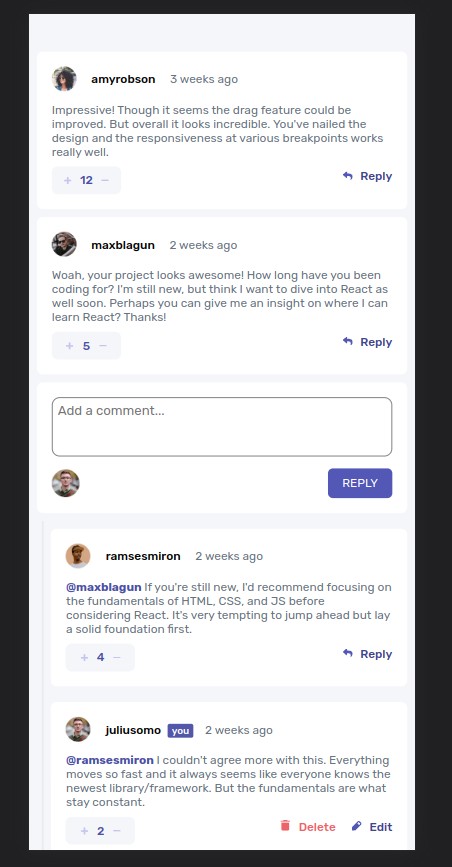 amyrobson 3 weeks ago
Impressive! Though it seems the drag feature could be
improved. But overall it looks incredible. You've nailed the
design and the responsiveness at various breakpoints works
really well.
+ 12 −
Reply
maxblagun 2 weeks ago
Woah, your project looks awesome! How long have you been
coding for? I'm still new, but think I want to dive into React as
well soon. Perhaps you can give me an insight on where I can
learn React? Thanks!
+ 5 −
Reply
Add a comment...
REPLY
ramsesmiron 2 weeks ago
@maxblagun If you're still new, I'd recommend focusing on
the fundamentals of HTML, CSS, and JS before
considering React. It's very tempting to jump ahead but lay
a solid foundation first.
+ 4 −
Reply
juliusomo you 2 weeks ago
@ramsesmiron I couldn't agree more with this. Everything
moves so fast and it always seems like everyone knows the
newest library/framework. But the fundamentals are what
stay constant.
+ 2 −
Delete Edit